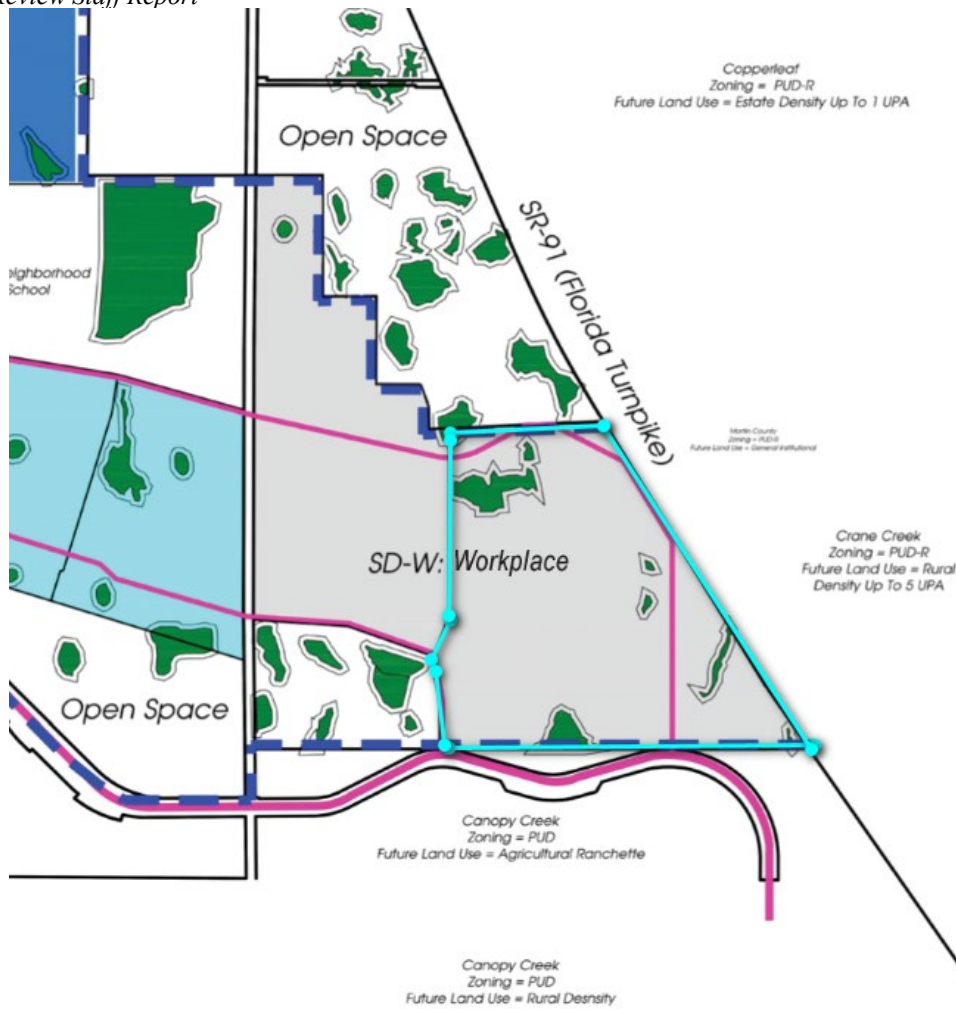 Review Staff Report
Copperleaf
Zoning = PUD-R
Future Land Use = Estate Density Up To 1 UPA
Open Space
SR-91 (Florida Turnpike)
eighborhood
School
Martin County
Zoning = PUD-R
Future Land Use = General Institutional
Crane Creek
Zoning = PUD-R
Future Land Use = Rural
Density Up To 5 UPA
SD-W: Workplace
Open Space
Canopy Creek
Zoning = PUD
Future Land Use = Agricultural Ranchette
Canopy Creek
Zoning = PUD
Future Land Use = Rural Desnsity